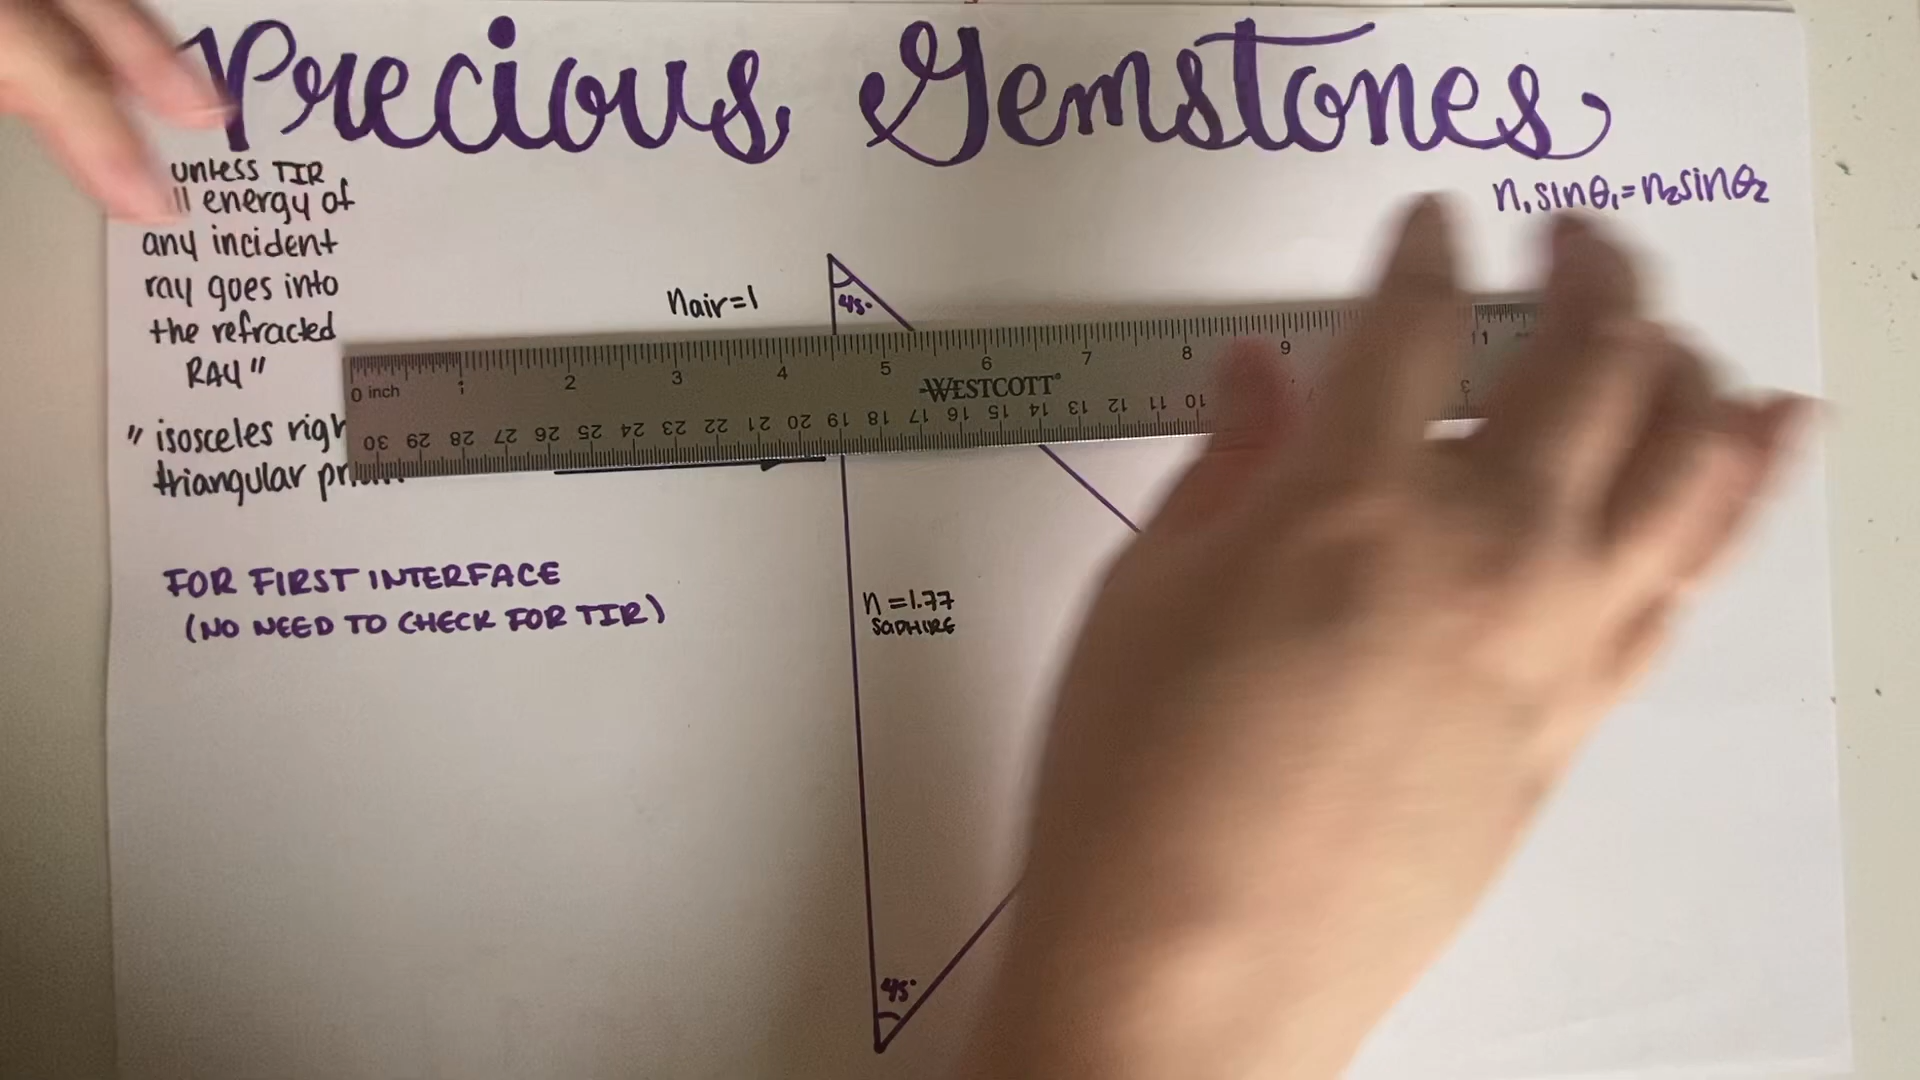 Precious Gemstones
unless TIR
ll energy of
any incident
ray goes into
the refracted
RAY"
n₁sinθ₁=n₂sinθ₂
nair=1
45°
0 inch 1 2 3 4 5 6 7 8 9 11
WESTCOTT
30 29 28 27 26 25 24 23 22 21 20 19 18 17 16 15 14 13 12 11 10 7 3
"isosceles righ
triangular pr
FOR FIRST INTERFACE
(NO NEED TO CHECK FOR TIR)
n=1.77
SAPHIRE
45°